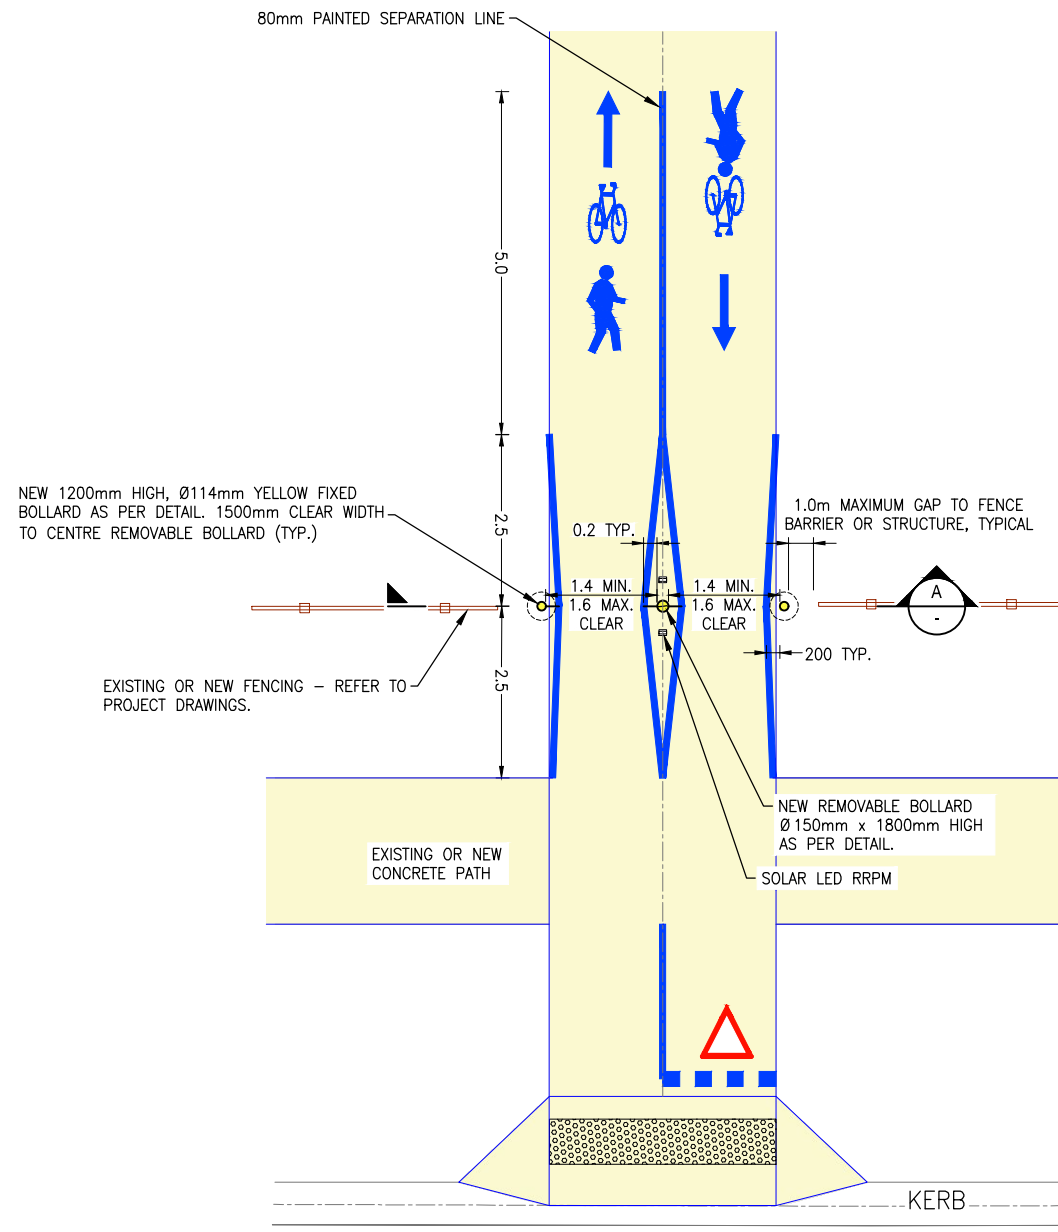 80mm PAINTED SEPARATION LINE
5.0
NEW 1200mm HIGH, Ø114mm YELLOW FIXED
BOLLARD AS PER DETAIL. 1500mm CLEAR WIDTH
TO CENTRE REMOVABLE BOLLARD (TYP.)
2.5
0.2 TYP.
1.0m MAXIMUM GAP TO FENCE
BARRIER OR STRUCTURE, TYPICAL
1.4 MIN.
1.6 MAX.
CLEAR
1.4 MIN.
1.6 MAX.
CLEAR
A
-
200 TYP.
2.5
EXISTING OR NEW FENCING – REFER TO
PROJECT DRAWINGS.
NEW REMOVABLE BOLLARD
Ø150mm x 1800mm HIGH
AS PER DETAIL.
EXISTING OR NEW
CONCRETE PATH
SOLAR LED RRPM
KERB